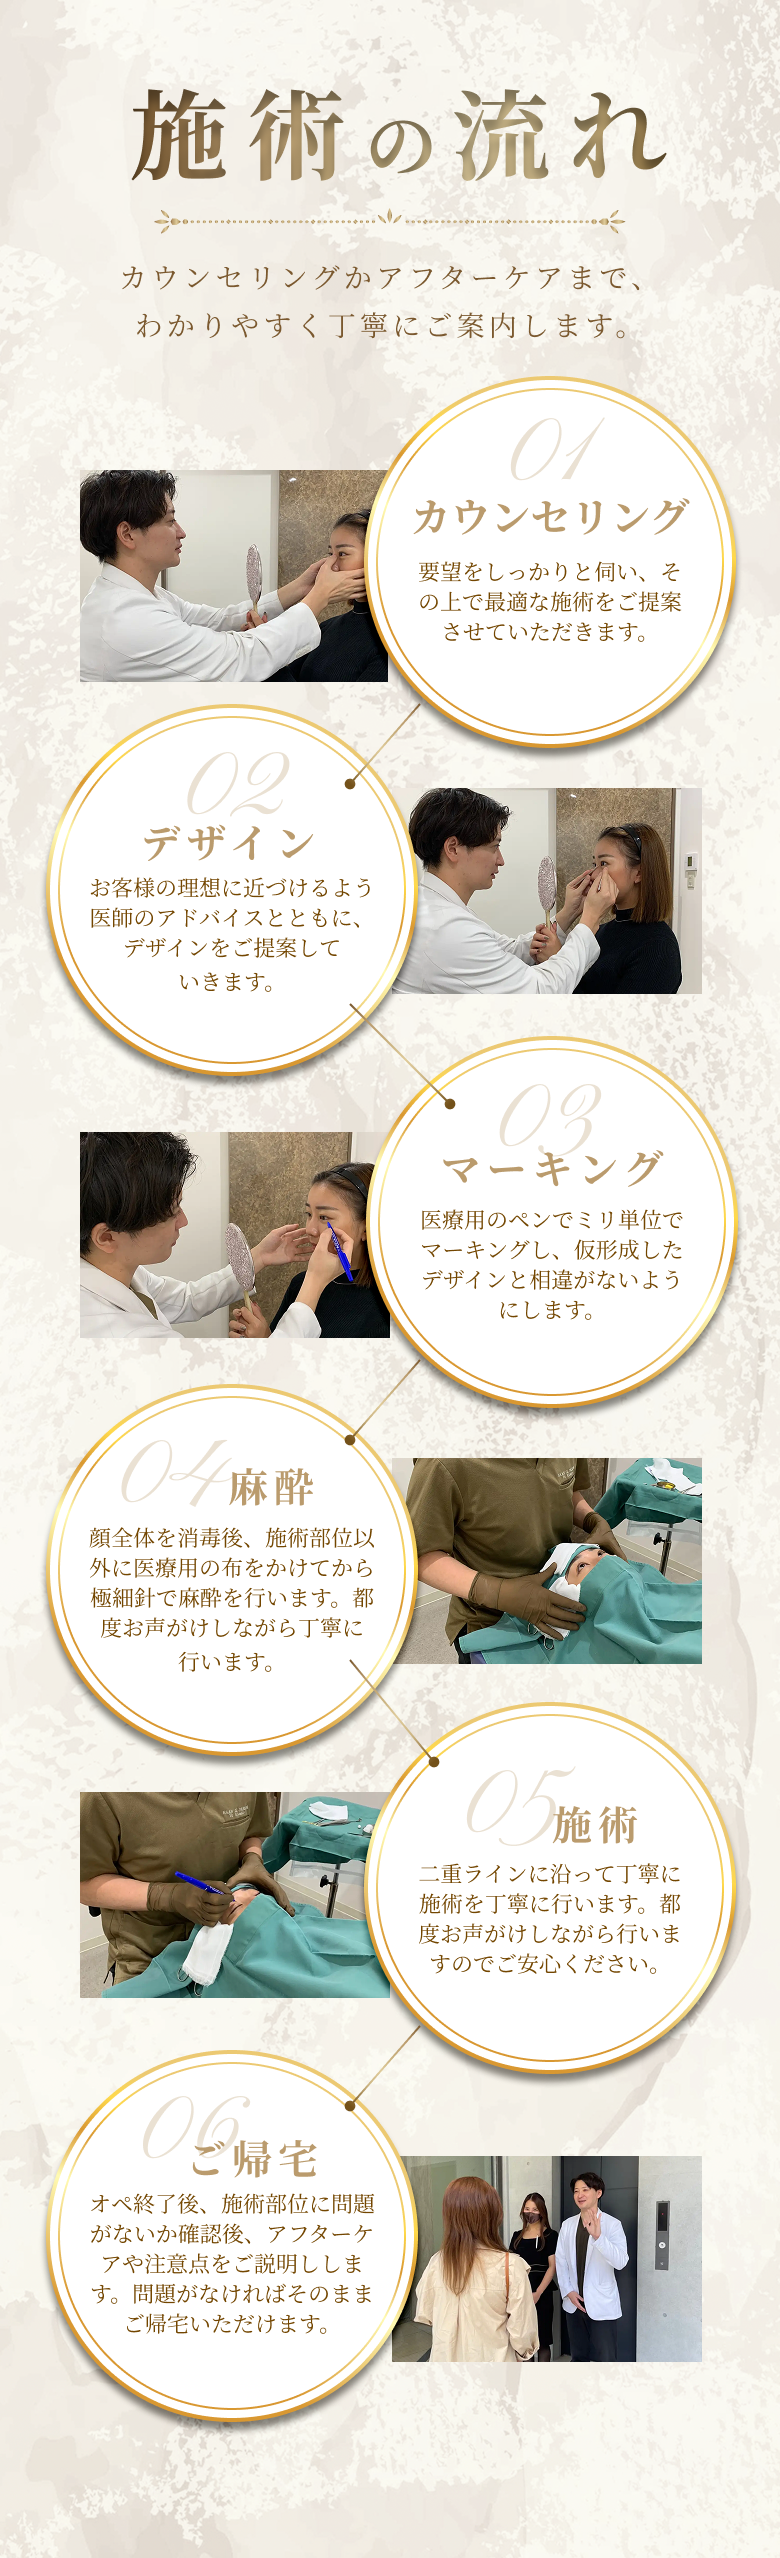 施術の流れ
カウンセリングかアフターケアまで、
わかりやすく丁寧にご案内します。
01
カウンセリング
要望をしっかりと伺い、そ
の上で最適な施術をご提案
させていただきます。
02
デザイン
お客様の理想に近づけるよう
医師のアドバイスとともに、
デザインをご提案して
いきます。
03
マーキング
医療用のペンでミリ単位で
マーキングし、仮形成した
デザインと相違がないよう
にします。
04
麻酔
顔全体を消毒後、施術部位以
外に医療用の布をかけてから
極細針で麻酔を行います。都
度お声がけしながら丁寧に
行います。
05
施術
二重ラインに沿って丁寧に
施術を丁寧に行います。都
度お声がけしながら行いま
すのでご安心ください。
06
ご帰宅
オペ終了後、施術部位に問題
がないか確認後、アフターケ
アや注意点をご説明ししま
す。問題がなければそのまま
ご帰宅いただけます。